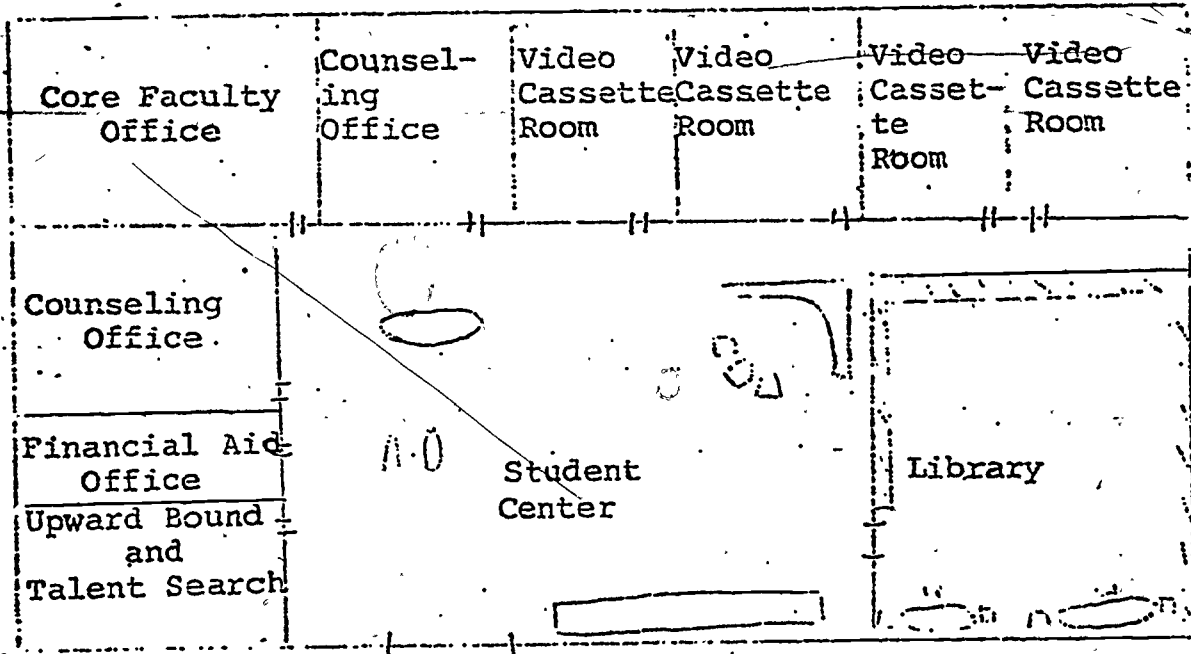 Core Faculty
Office
Counsel-
ing
Office
Video
Cassette
Room
Video
Cassette
Room
Video
Casset-
te
Room
Video
Cassette
Room
Counseling
Office
Financial Aid
Office
Upward Bound
and
Talent Search
Student
Center
Library